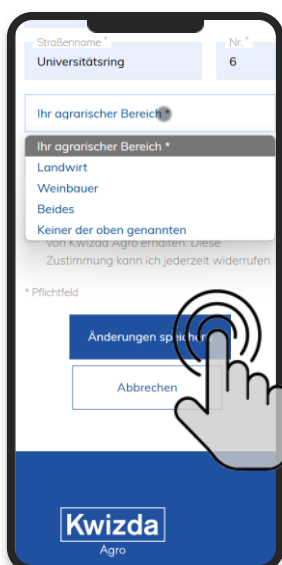 Straßenname *
Nr. *
Universitätsring
6
Ihr agrarischer Bereich *
Ihr agrarischer Bereich *
Landwirt
Weinbauer
Beides
Keiner der oben genannten
von Kwizda Agro erhalten. Diese
Zustimmung kann ich jederzeit widerrufen.
* Pflichtfeld
Änderungen speichern
Abbrechen
Kwizda
Agro